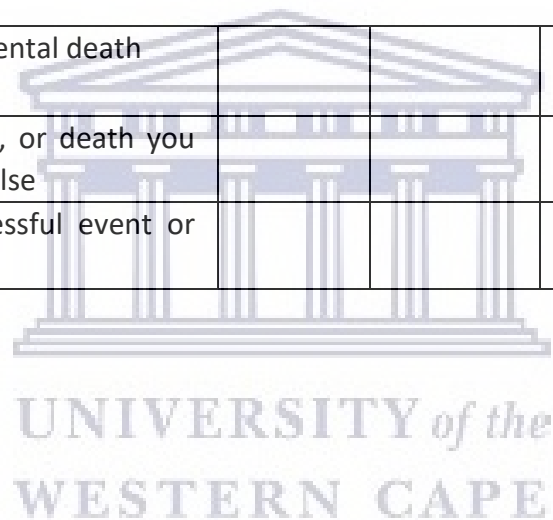 ental death
, or death you
lse
essful event or
UNIVERSITY of the
WESTERN CAPE